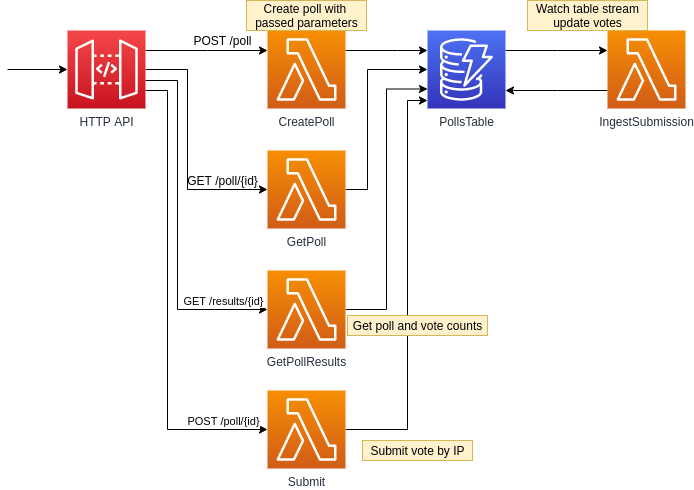 Create poll with
passed parameters
Watch table stream
update votes
POST /poll
HTTP API
CreatePoll
PollsTable
IngestSubmission
GET /poll/{id}
GetPoll
GET /results/{id}
Get poll and vote counts
GetPollResults
POST /poll/{id}
Submit vote by IP
Submit